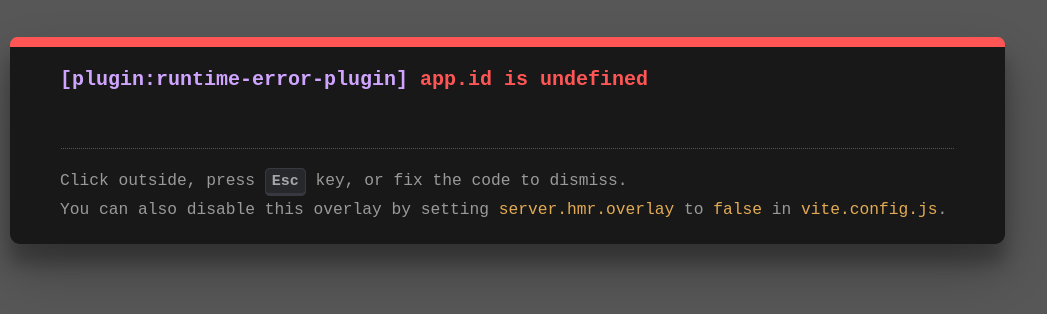 [plugin:runtime-error-plugin] app.id is undefined
Click outside, press Esc key, or fix the code to dismiss.
You can also disable this overlay by setting server.hmr.overlay to false in vite.config.js.